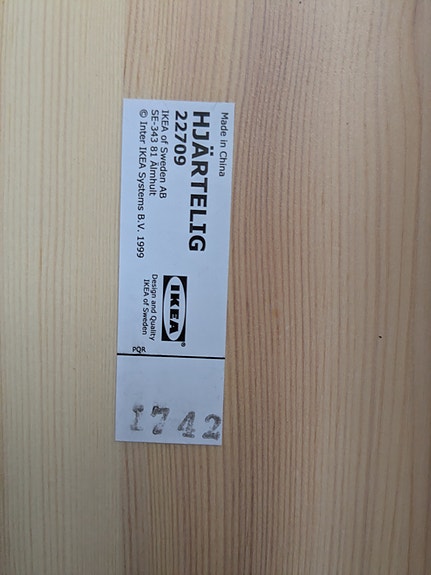 Made in China
HJÄRTELIG
22709
IKEA of Sweden AB
SE-343 81 Älmhult
© Inter IKEA Systems B.V. 1999
IKEA®
Design and Quality
IKEA of Sweden
PQR
1742